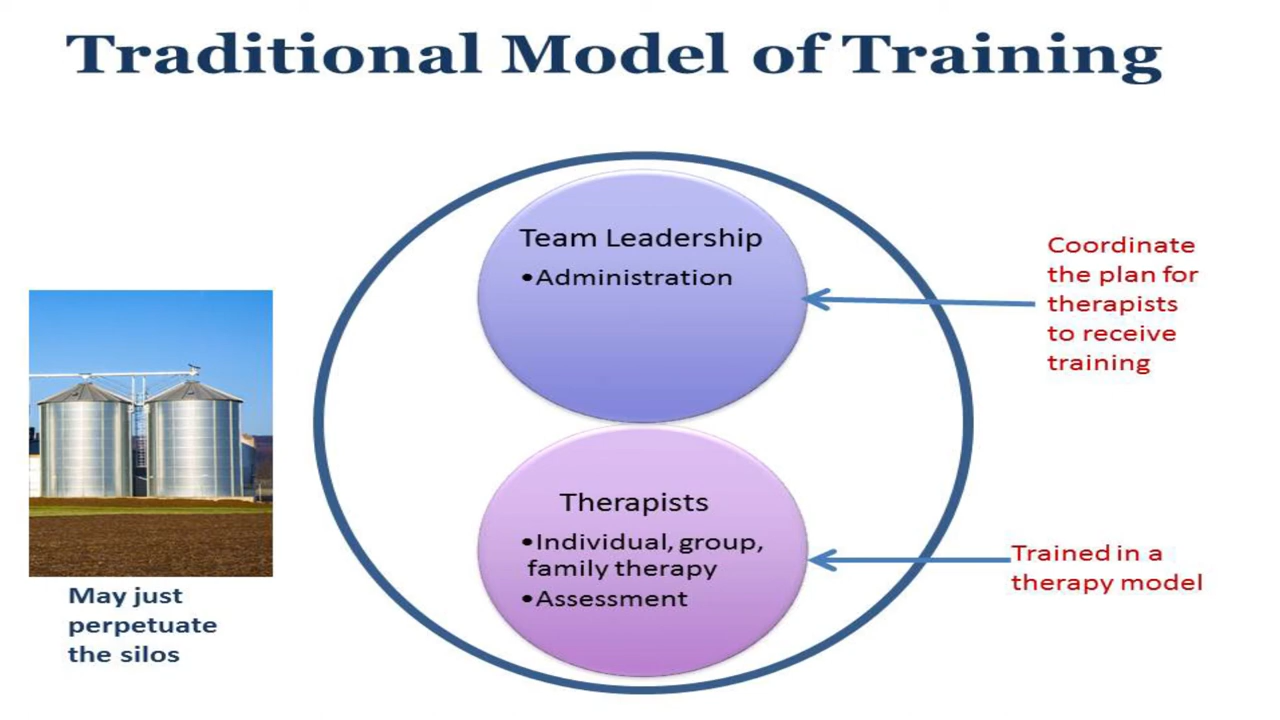 Traditional Model of Training
Team Leadership
•Administration
Coordinate
the plan for
therapists
to receive
training
Therapists
•Individual, group,
family therapy
•Assessment
Trained in a
therapy model
May just
perpetuate
the silos